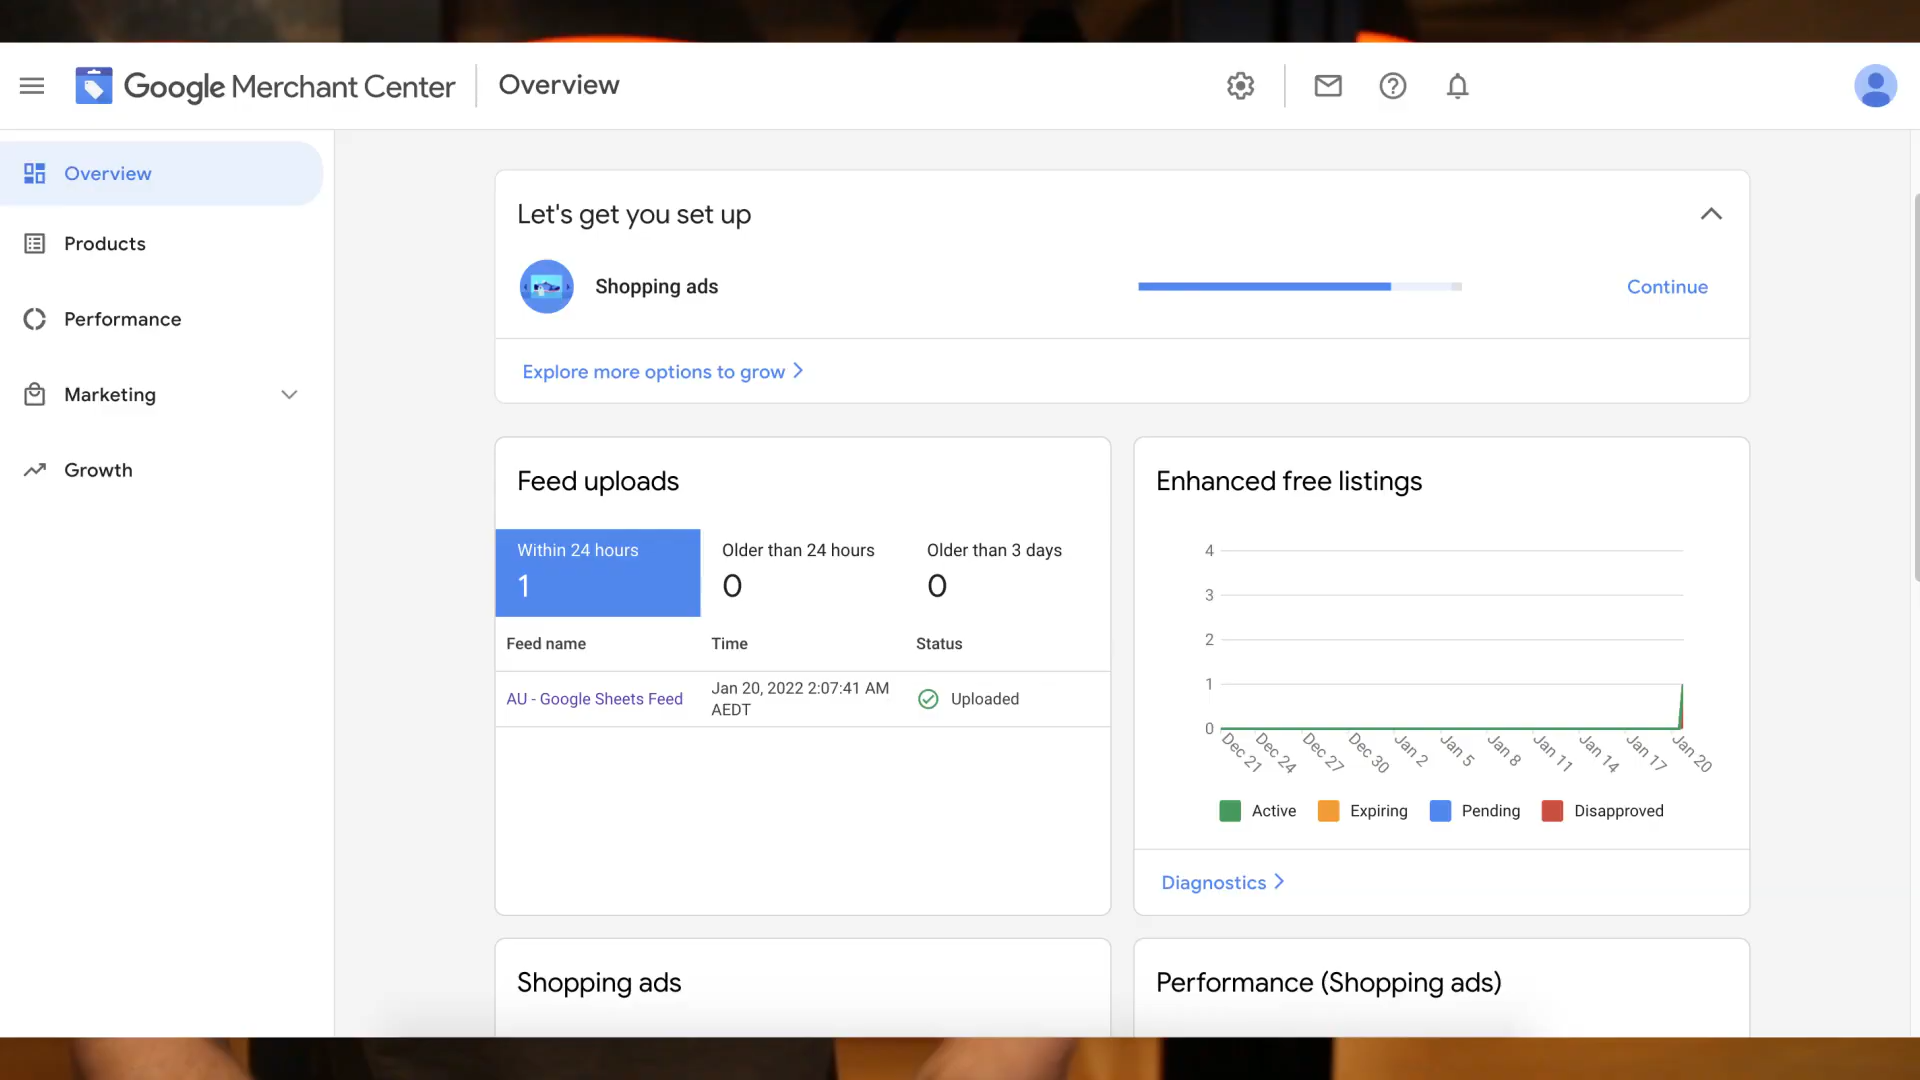 Google Merchant Center
Overview
Overview
Products
Performance
Marketing
Growth
Let's get you set up
Shopping ads
Continue
Explore more options to grow
Feed uploads
Within 24 hours
1
Older than 24 hours
0
Older than 3 days
0
Feed name
Time
Status
AU - Google Sheets Feed
Jan 20, 2022 2:07:41 AM
AEDT
Uploaded
Enhanced free listings
4
3
2
1
0
Dec 21
Dec 24
Dec 27
Dec 30
Jan 2
Jan 5
Jan 8
Jan 11
Jan 14
Jan 17
Jan 20
Active
Expiring
Pending
Disapproved
Diagnostics
Shopping ads
Performance (Shopping ads)